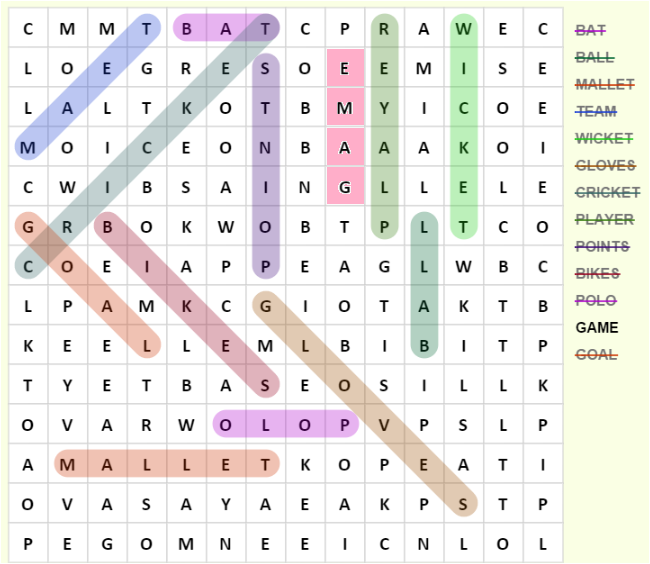 C M M T B A T C P R A W E C
L O E G R E S O E E M I S E
L A L T K O T B M Y I C O E
M O I C E O N B A A A K O I
C W I B S A I N G L L E L E
G R B O K W O B T P L T C O
C O E I A P P E A G L W B C
L P A M K C G I O T A K T B
K E E L L E M L B I B I T P
T Y E T B A S E O S I L L K
O V A R W O L O P V P S L P
A M A L L E T K O P E A T I
O V A S A Y A E A K P S T P
P E G O M N E E I C N L O L
BAT
BALL
MALLET
TEAM
WICKET
GLOVES
CRICKET
PLAYER
POINTS
BIKES
POLO
GAME
GOAL